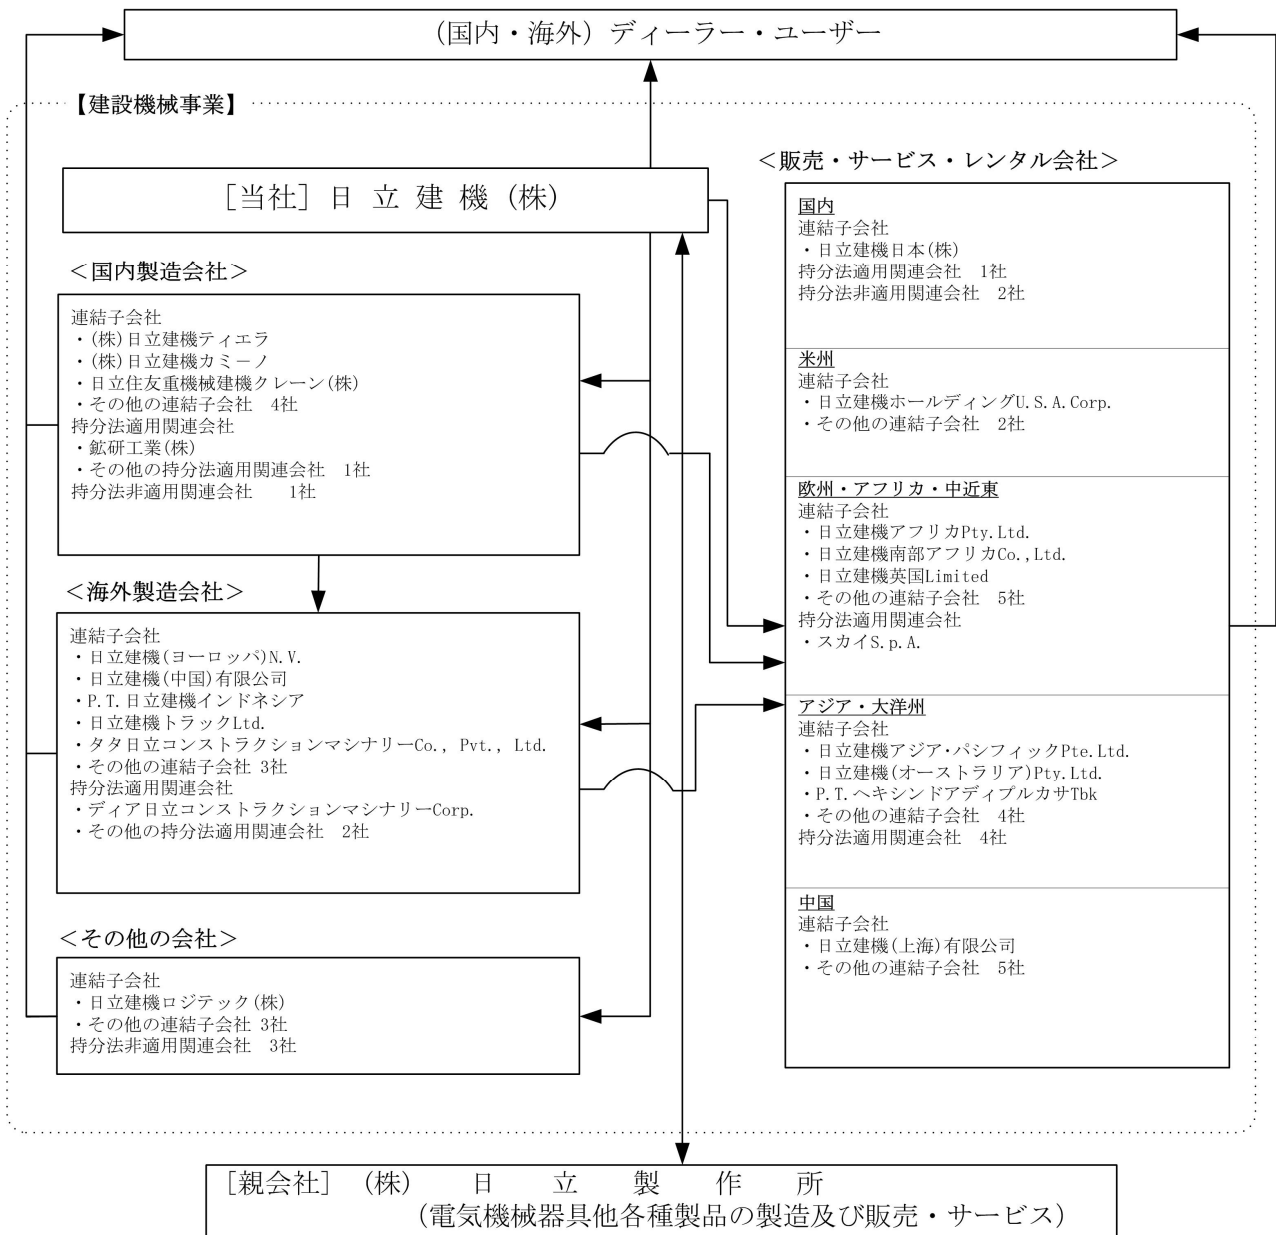 (国内・海外) ディーラー・ユーザー
【建設機械事業】
[当社] 日 立 建 機 (株)
＜国内製造会社＞
連結子会社
・(株)日立建機ティエラ
・(株)日立建機カミーノ
・日立住友重機械建機クレーン(株)
・その他の連結子会社　4社
持分法適用関連会社
・鉱研工業(株)
・その他の持分法適用関連会社　1社
持分法非適用関連会社　　1社
＜海外製造会社＞
連結子会社
・日立建機(ヨーロッパ)N.V.
・日立建機(中国)有限公司
・P.T.日立建機インドネシア
・日立建機トラックLtd.
・タタ日立コンストラクションマシナリーCo., Pvt., Ltd.
・その他の連結子会社 3社
持分法適用関連会社
・ディア日立コンストラクションマシナリーCorp.
・その他の持分法適用関連会社　2社
＜その他の会社＞
連結子会社
・日立建機ロジテック(株)
・その他の連結子会社 3社
持分法非適用関連会社　3社
＜販売・サービス・レンタル会社＞
国内
連結子会社
・日立建機日本(株)
持分法適用関連会社　1社
持分法非適用関連会社　2社
米州
連結子会社
・日立建機ホールディングU.S.A.Corp.
・その他の連結子会社　2社
欧州・アフリカ・中近東
連結子会社
・日立建機アフリカPty.Ltd.
・日立建機南部アフリカCo.,Ltd.
・日立建機英国Limited
・その他の連結子会社　5社
持分法適用関連会社
・スカイS.p.A.
アジア・大洋州
連結子会社
・日立建機アジア・パシフィックPte.Ltd.
・日立建機(オーストラリア)Pty.Ltd.
・P.T.ヘキシンドアディプルカサTbk
・その他の連結子会社　4社
持分法適用関連会社　4社
中国
連結子会社
・日立建機(上海)有限公司
・その他の連結子会社　5社
[親会社] (株) 日 立 製 作 所
(電気機械器具他各種製品の製造及び販売・サービス)